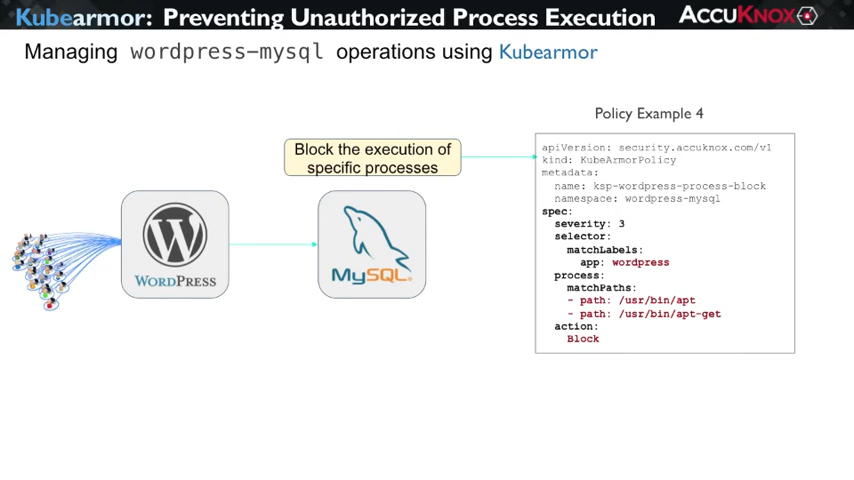 Kubearmor: Preventing Unauthorized Process Execution
ACCUKNOX
Managing wordpress-mysql operations using Kubearmor
Policy Example 4
Block the execution of
specific processes
apiVersion: security.accuknox.com/v1
kind: KubeArmorPolicy
metadata:
  name: ksp-wordpress-process-block
  namespace: wordpress-mysql
spec:
  severity: 3
  selector:
    matchLabels:
      app: wordpress
  process:
    matchPaths:
    - path: /usr/bin/apt
    - path: /usr/bin/apt-get
  action:
    Block
W
WORDPRESS
MySQL